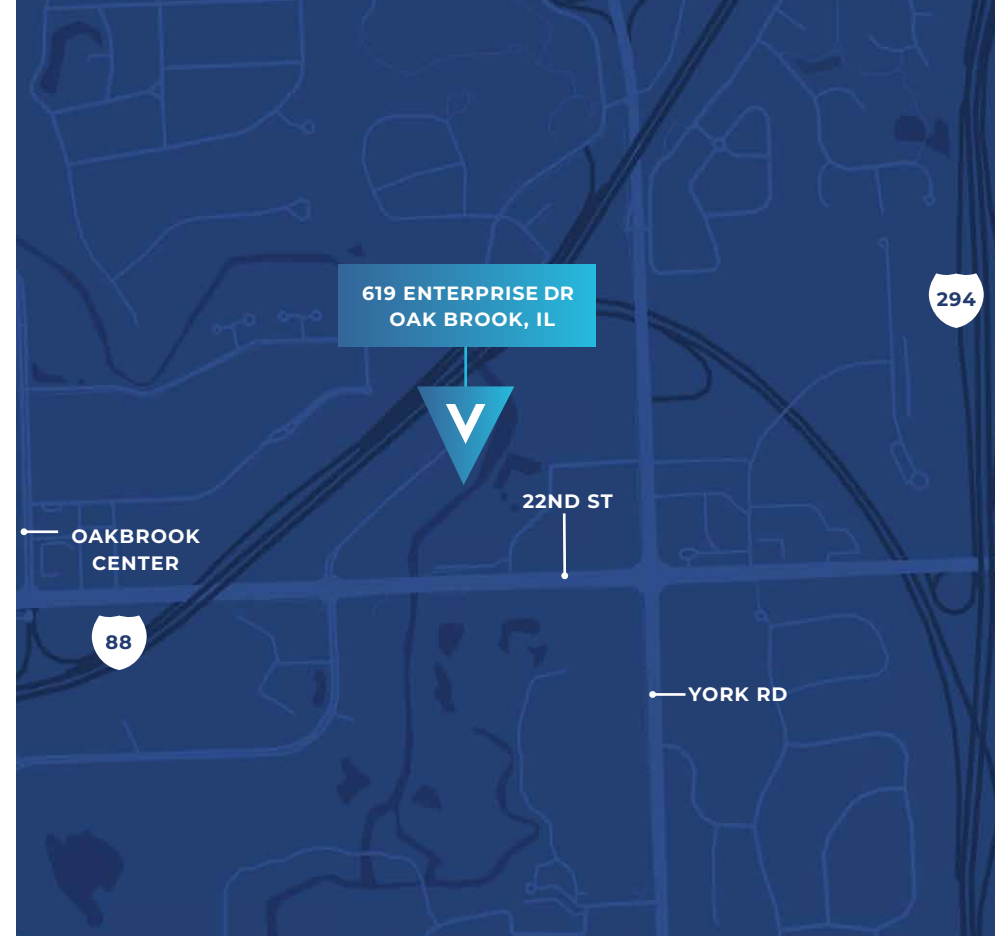 619 ENTERPRISE DR
OAK BROOK, IL
294
V
22ND ST
OAKBROOK
CENTER
88
YORK RD